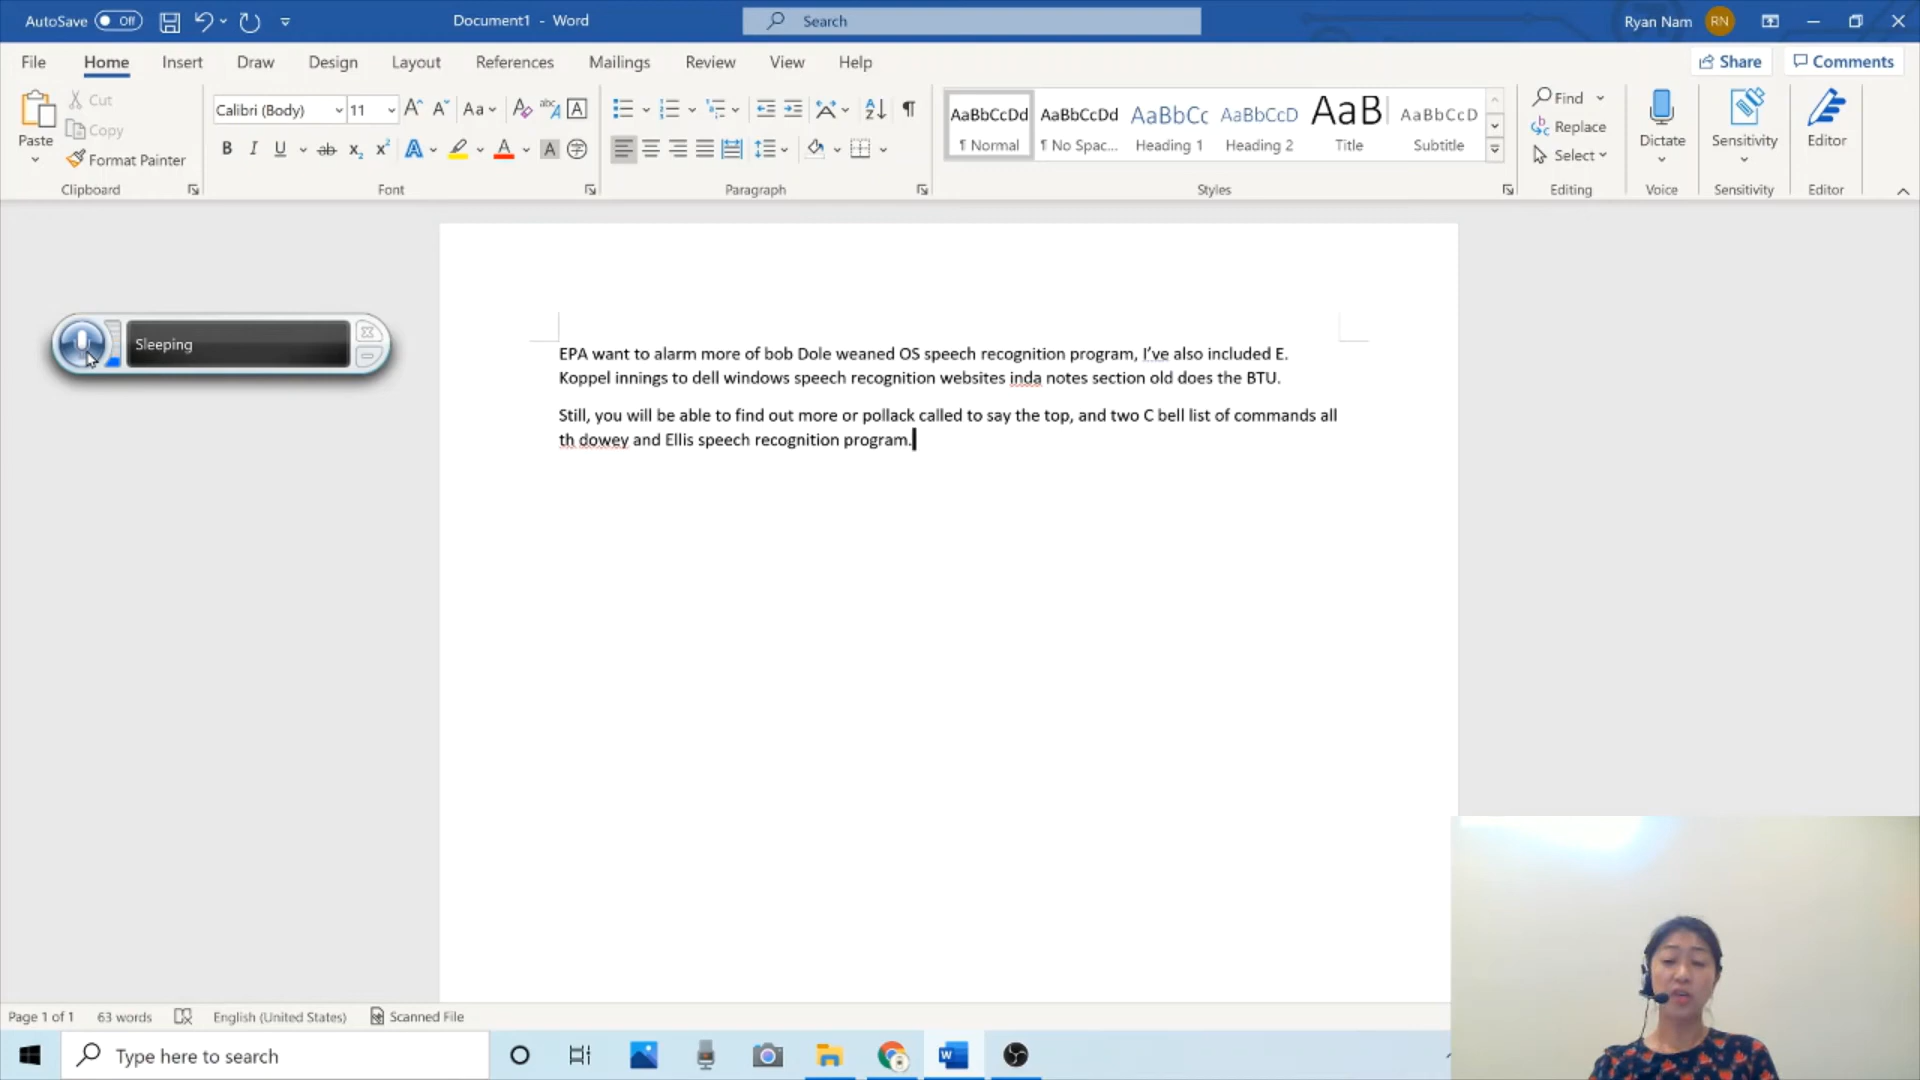 AutoSave Off
Document1 - Word
Search
Ryan Nam RN
File Home Insert Draw Design Layout References Mailings Review View Help
Share Comments
Paste
Cut
Copy
Format Painter
Clipboard
Calibri (Body) 11
Font
Paragraph
AaBbCcDd AaBbCcDd AaBbCc AaBbCcD AaB AaBbCcD
¶ Normal ¶ No Spac... Heading 1 Heading 2 Title Subtitle
Styles
Find
Replace
Select
Editing
Dictate
Voice
Sensitivity
Sensitivity
Editor
Editor
Sleeping
EPA want to alarm more of bob Dole weaned OS speech recognition program, I've also included E.
Koppel innings to dell windows speech recognition websites inda notes section old does the BTU.
Still, you will be able to find out more or pollack called to say the top, and two C bell list of commands all
th dowey and Ellis speech recognition program.
Page 1 of 1 63 words English (United States) Scanned File
Type here to search